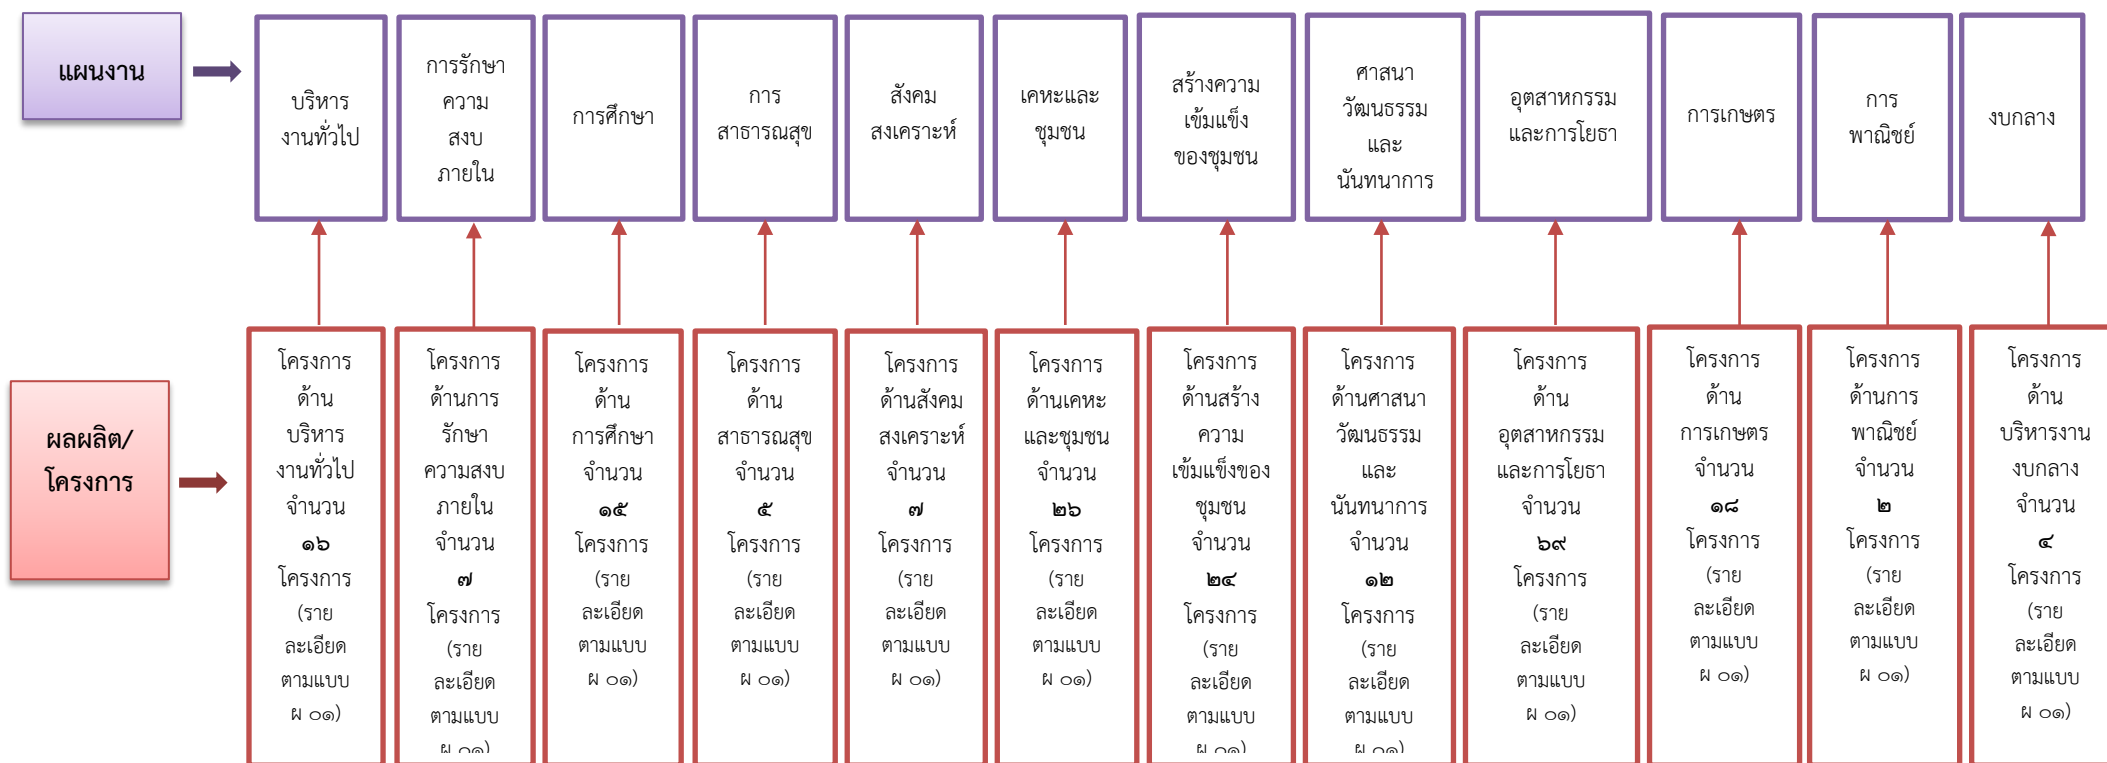 แผนงาน
บริหาร
งานทั่วไป
การรักษา
ความ
สงบ
ภายใน
การศึกษา
การ
สาธารณสุข
สังคม
สงเคราะห์
เคหะและ
ชุมชน
สร้างความ
เข้มแข็ง
ของชุมชน
ศาสนา
วัฒนธรรม
และ
นันทนาการ
อุตสาหกรรม
และการโยธา
การเกษตร
การ
พาณิชย์
งบกลาง
ผลผลิต/
โครงการ
โครงการ
ด้าน
บริหาร
งานทั่วไป
จำนวน
๑๖
โครงการ
(ราย
ละเอียด
ตามแบบ
ผ ๐๑)
โครงการ
ด้านการ
รักษา
ความสงบ
ภายใน
จำนวน
๗
โครงการ
(ราย
ละเอียด
ตามแบบ
ผ ๐๑)
โครงการ
ด้าน
การศึกษา
จำนวน
๑๕
โครงการ
(ราย
ละเอียด
ตามแบบ
ผ ๐๑)
โครงการ
ด้าน
สาธารณสุข
จำนวน
๕
โครงการ
(ราย
ละเอียด
ตามแบบ
ผ ๐๑)
โครงการ
ด้านสังคม
สงเคราะห์
จำนวน
๗
โครงการ
(ราย
ละเอียด
ตามแบบ
ผ ๐๑)
โครงการ
ด้านเคหะ
และชุมชน
จำนวน
๒๖
โครงการ
(ราย
ละเอียด
ตามแบบ
ผ ๐๑)
โครงการ
ด้านสร้าง
ความ
เข้มแข็งของ
ชุมชน
จำนวน
๒๔
โครงการ
(ราย
ละเอียด
ตามแบบ
ผ ๐๑)
โครงการ
ด้านศาสนา
วัฒนธรรม
และ
นันทนาการ
จำนวน
๑๒
โครงการ
(ราย
ละเอียด
ตามแบบ
ผ ๐๑)
โครงการ
ด้าน
อุตสาหกรรม
และการโยธา
จำนวน
๖๙
โครงการ
(ราย
ละเอียด
ตามแบบ
ผ ๐๑)
โครงการ
ด้าน
การเกษตร
จำนวน
๑๘
โครงการ
(ราย
ละเอียด
ตามแบบ
ผ ๐๑)
โครงการ
ด้านการ
พาณิชย์
จำนวน
๒
โครงการ
(ราย
ละเอียด
ตามแบบ
ผ ๐๑)
โครงการ
ด้าน
บริหารงาน
งบกลาง
จำนวน
๔
โครงการ
(ราย
ละเอียด
ตามแบบ
ผ ๐๑)